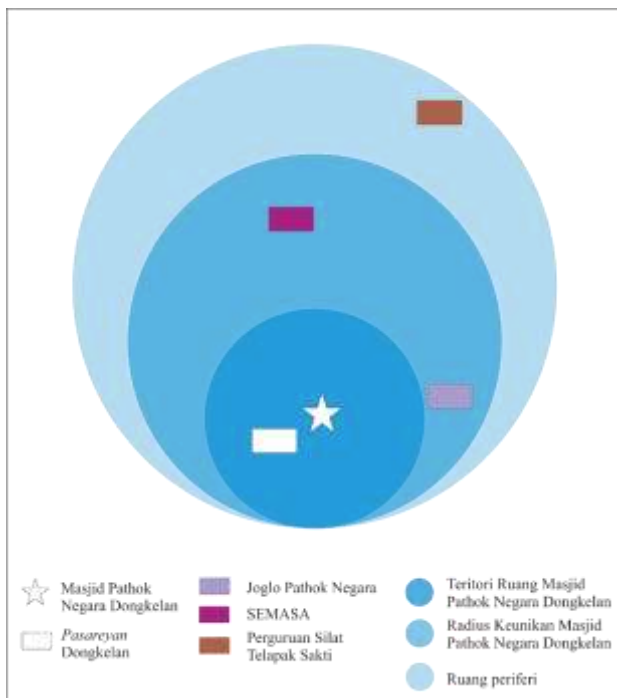 Masjid Pathok
Negara Dongkelan
Pasareyan
Dongkelan
Joglo Pathok Negara
SEMASA
Perguruan Silat
Telapak Sakti
Teritori Ruang Masjid
Pathok Negara Dongkelan
Radius Keunikan Masjid
Pathok Negara Dongkelan
Ruang periferi